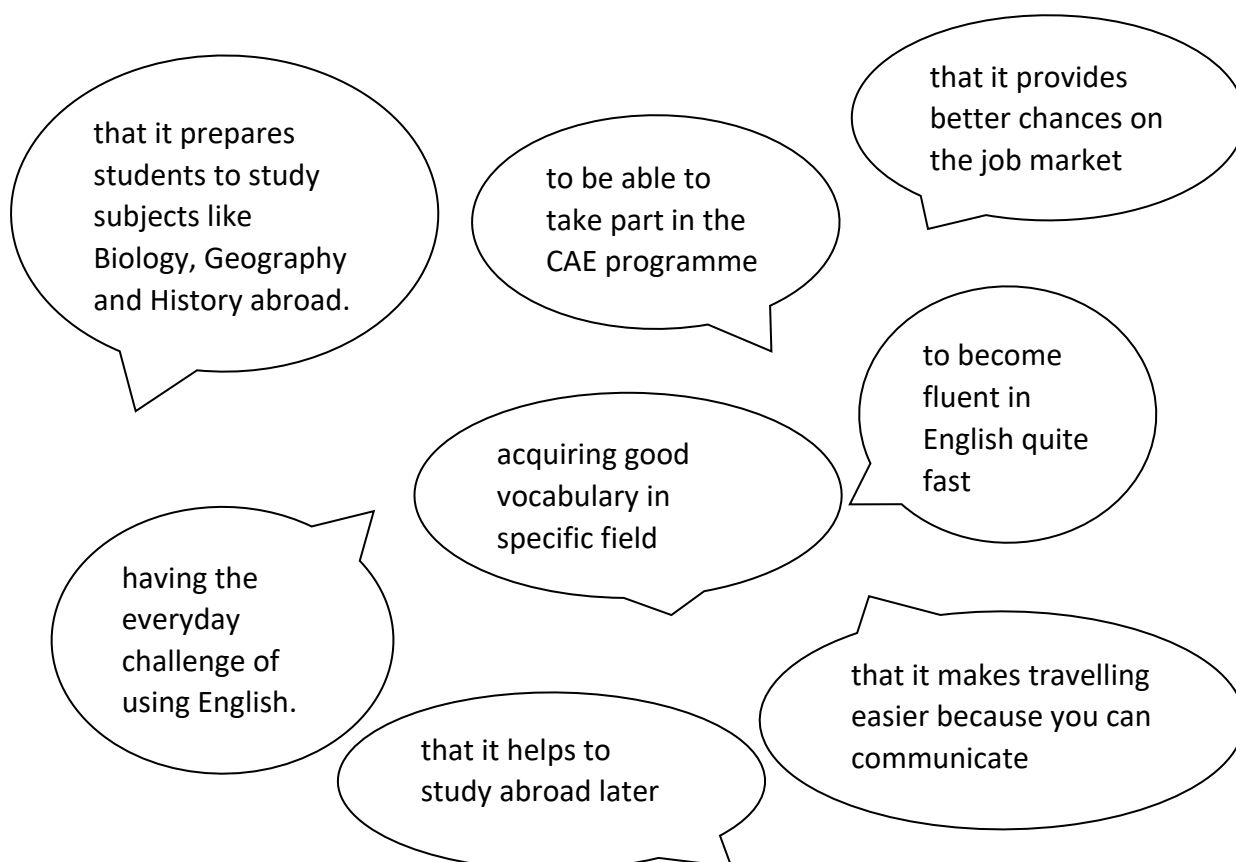 that it prepares
students to study
subjects like
Biology, Geography
and History abroad.
to be able to
take part in the
CAE programme
that it provides
better chances on
the job market
to become
fluent in
English quite
fast
acquiring good
vocabulary in
specific field
having the
everyday
challenge of
using English.
that it makes travelling
easier because you can
communicate
that it helps to
study abroad later